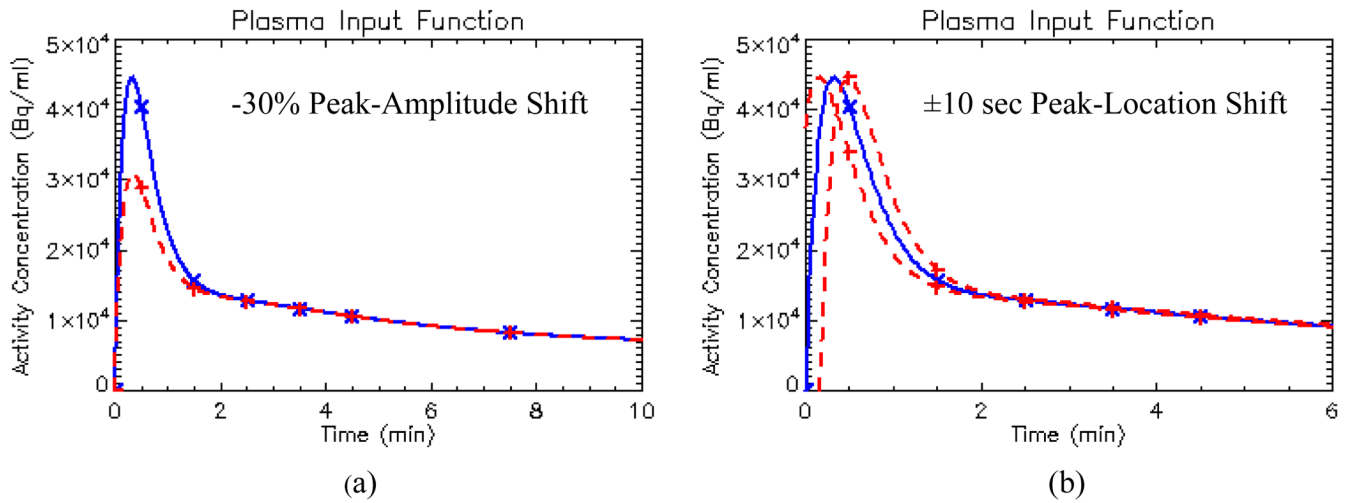 Plasma Input Function
Plasma Input Function
5×10⁴
4×10⁴
3×10⁴
2×10⁴
1×10⁴
0
Activity Concentration (Bq/ml)
-30% Peak-Amplitude Shift
0 2 4 6 8 10
Time (min)
(a)
5×10⁴
4×10⁴
3×10⁴
2×10⁴
1×10⁴
0
Activity Concentration (Bq/ml)
±10 sec Peak-Location Shift
0 2 4 6
Time (min)
(b)